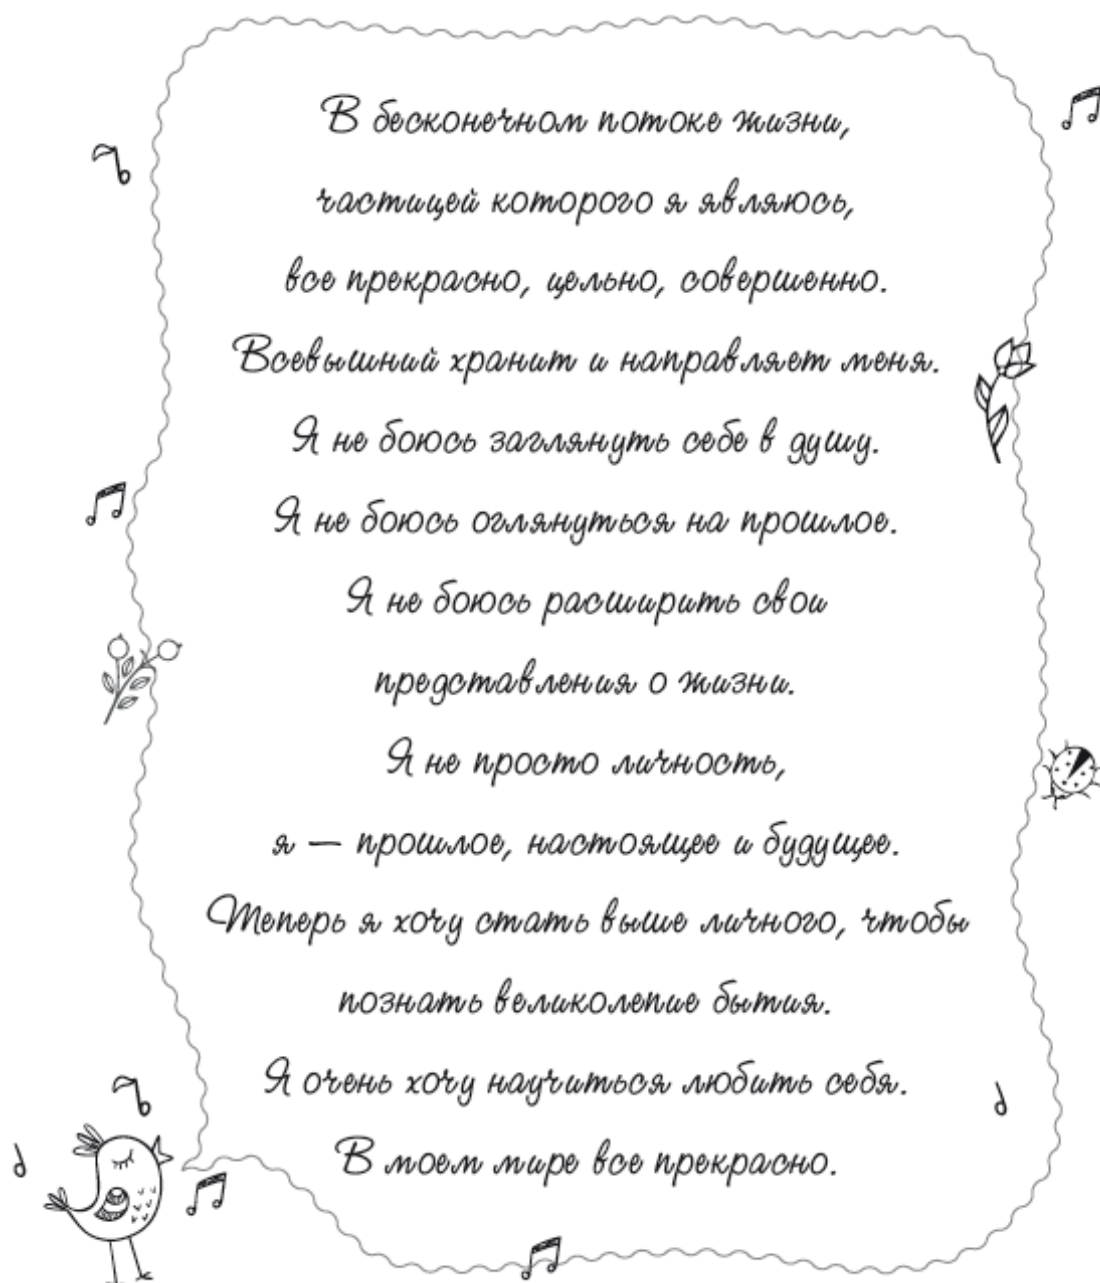 В бесконечном потоке жизни,
частицей которого я являюсь,
все прекрасно, цельно, совершенно.
Всевышний хранит и направляет меня.
Я не боюсь заглянуть себе в душу.
Я не боюсь оглянуться на прошлое.
Я не боюсь расширить свои
представления о жизни.
Я не просто личность,
я — прошлое, настоящее и будущее.
Теперь я хочу стать выше личного, чтобы
познать великолепие бытия.
Я очень хочу научиться любить себя.
В моем мире все прекрасно.